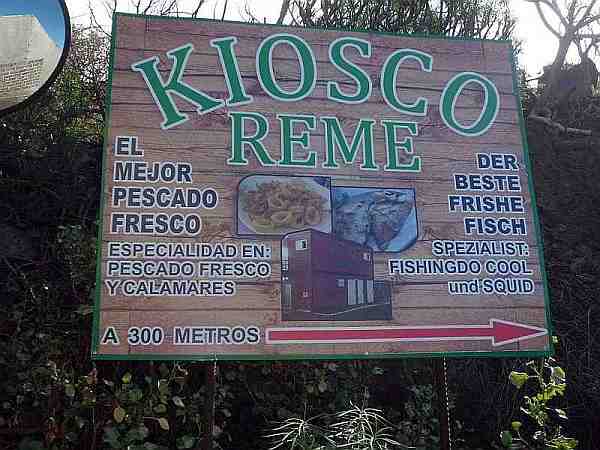 KIOSCO
REME
EL
MEJOR
PESCADO
FRESCO
ESPECIALIDAD EN:
PESCADO FRESCO
Y CALAMARES
DER
BESTE
FRISHE
FISCH
SPEZIALIST:
FISHINGDO COOL
und SQUID
A 300 METROS